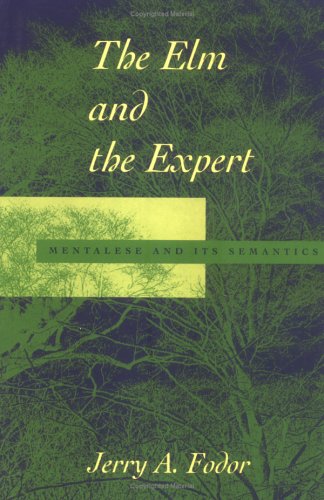 The Elm
and
the Expert
MENTALESE AND ITS SEMANTICS
Jerry A. Fodor